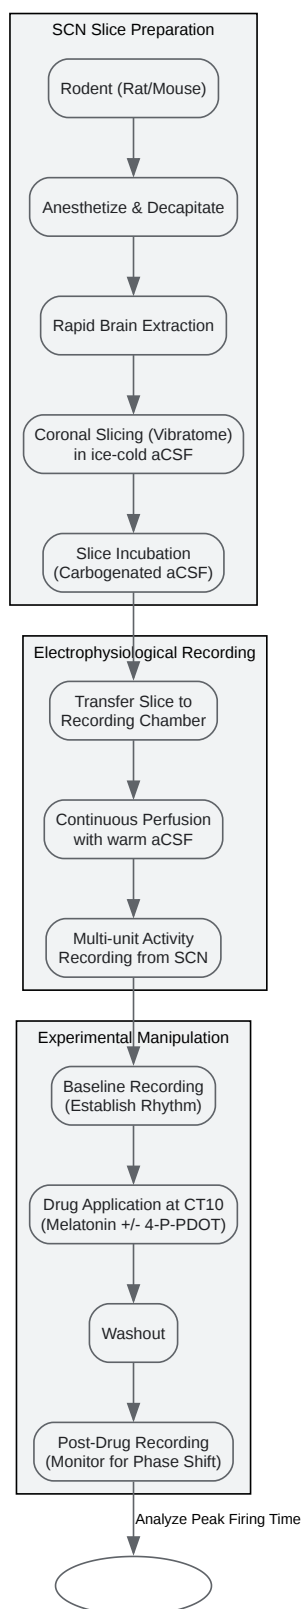 SCN Slice Preparation
Rodent (Rat/Mouse)
Anesthetize & Decapitate
Rapid Brain Extraction
Coronal Slicing (Vibratome)
in ice-cold aCSF
Slice Incubation
(Carbogenated aCSF)
Electrophysiological Recording
Transfer Slice to
Recording Chamber
Continuous Perfusion
with warm aCSF
Multi-unit Activity
Recording from SCN
Experimental Manipulation
Baseline Recording
(Establish Rhythm)
Drug Application at CT10
(Melatonin +/- 4-P-PDOT)
Washout
Post-Drug Recording
(Monitor for Phase Shift)
Analyze Peak Firing Time